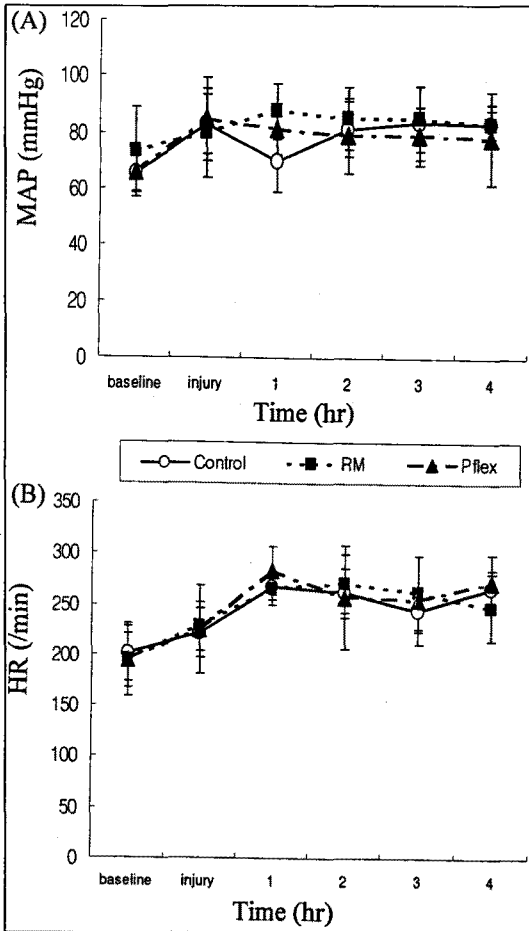 (A)
MAP (mmHg)
120
100
80
60
40
20
0
baseline injury 1 2 3 4
Time (hr)
Control RM Pflex
(B)
HR (/min)
350
300
250
200
150
100
50
0
baseline injury 1 2 3 4
Time (hr)